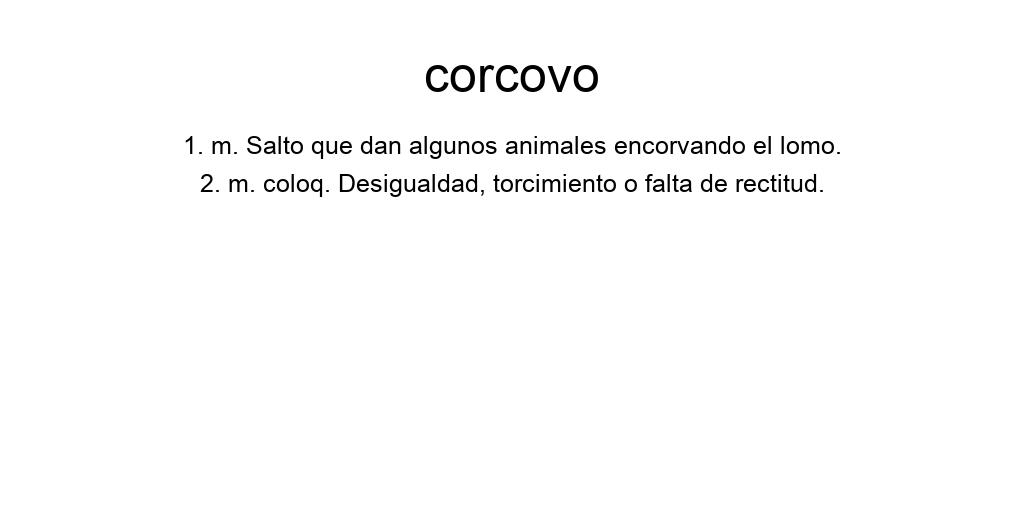 corcovo
1. m. Salto que dan algunos animales encorvando el lomo.
2. m. coloq. Desigualdad, torcimiento o falta de rectitud.